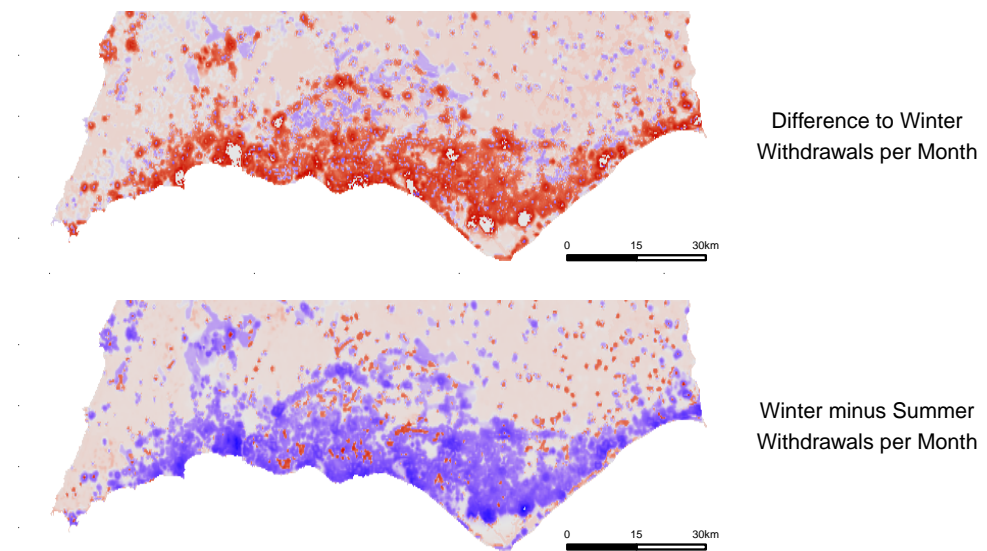 Difference to Winter
Withdrawals per Month
0 15 30km
Winter minus Summer
Withdrawals per Month
0 15 30km